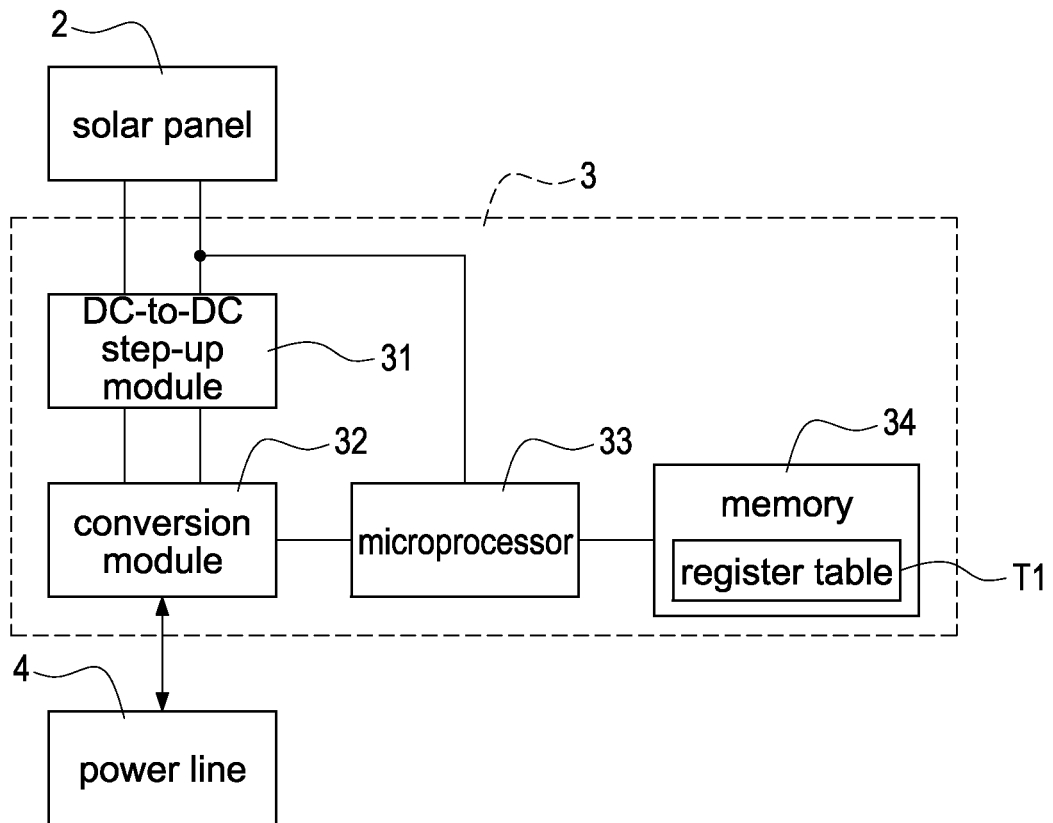 2
solar panel
3
DC-to-DC
step-up
module
31
32
33
34
conversion
module
microprocessor
memory
register table
T1
4
power line